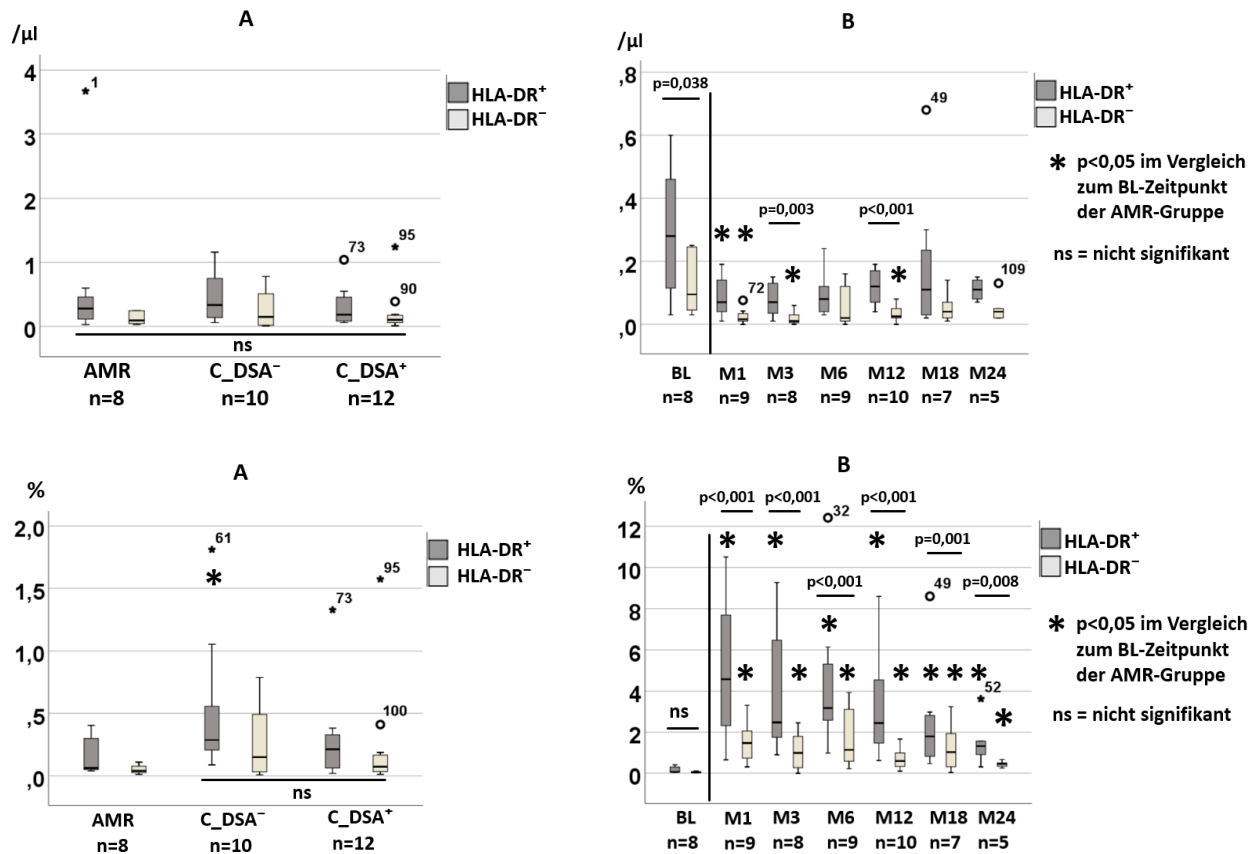 A
/µl
4
3
2
1
0
*1
73
95
90
HLA-DR⁺
HLA-DR⁻
ns
AMR C_DSA⁻ C_DSA⁺
n=8 n=10 n=12
B
/µl
,8
,6
,4
,2
,0
p=0,038
p=0,003
p<0,001
* *
*
*
72
49
109
HLA-DR⁺
HLA-DR⁻
* p<0,05 im Vergleich
zum BL-Zeitpunkt
der AMR-Gruppe
ns = nicht signifikant
BL M1 M3 M6 M12 M18 M24
n=8 n=9 n=8 n=9 n=10 n=7 n=5
A
%
2,0
1,5
1,0
,5
,0
*61
*
*73
*95
100
HLA-DR⁺
HLA-DR⁻
ns
AMR C_DSA⁻ C_DSA⁺
n=8 n=10 n=12
B
%
12
10
8
6
4
2
0
p<0,001 p<0,001 p<0,001
32
* * *
p=0,001
p<0,001
49
p=0,008
*
* * * * * * *
*52
*
ns
HLA-DR⁺
HLA-DR⁻
* p<0,05 im Vergleich
zum BL-Zeitpunkt
der AMR-Gruppe
ns = nicht signifikant
BL M1 M3 M6 M12 M18 M24
n=8 n=9 n=8 n=9 n=10 n=7 n=5